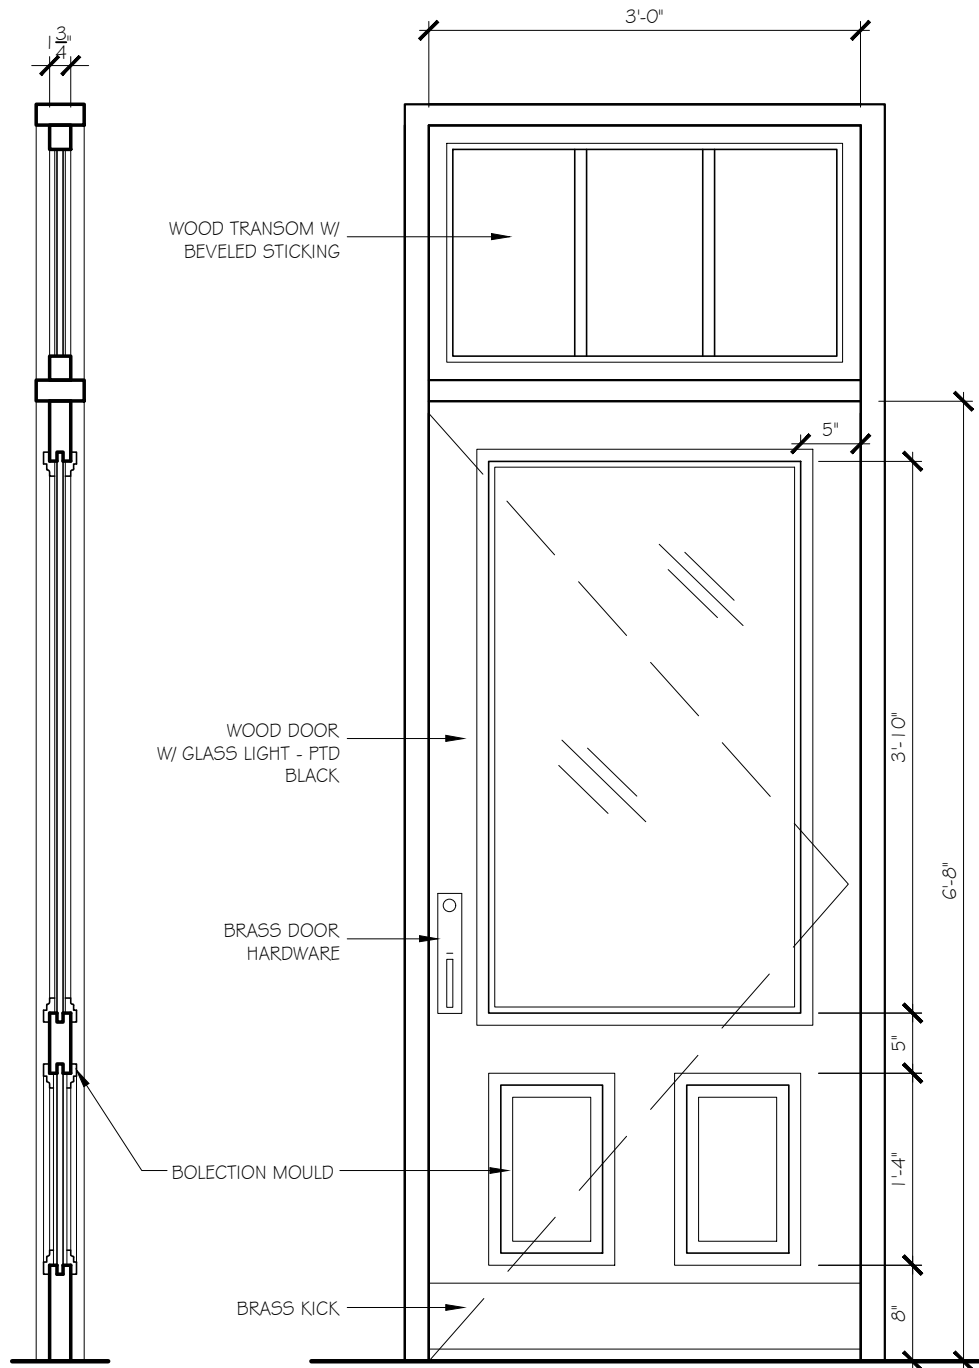 3'-0"
1 3/4"
WOOD TRANSOM W/
BEVELED STICKING
5"
3'-10"
WOOD DOOR
W/ GLASS LIGHT - PTD
BLACK
6'-8"
BRASS DOOR
HARDWARE
5"
BOLECTION MOULD
1'-4"
BRASS KICK
8"